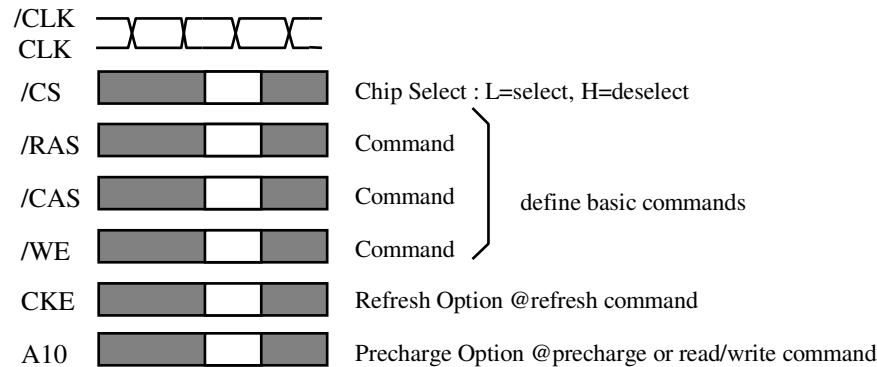 /CLK
CLK
/CS Chip Select : L=select, H=deselect
/RAS Command
/CAS Command define basic commands
/WE Command
CKE Refresh Option @refresh command
A10 Precharge Option @precharge or read/write command